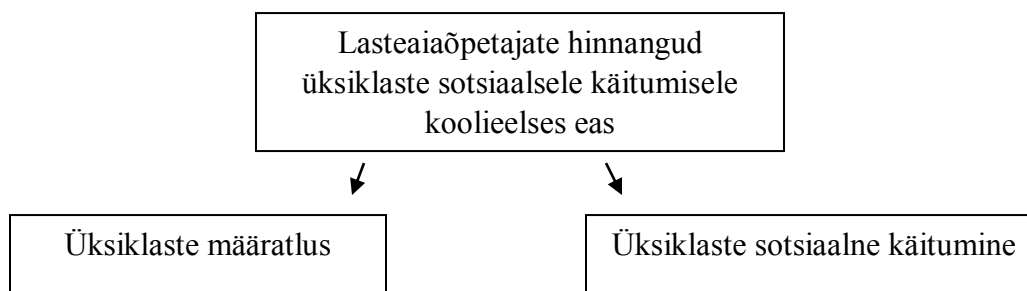 Lasteaiaõpetajate hinnangud
üksiklaste sotsiaalsele käitumisele
koolieelses eas
Üksiklaste määratlus
Üksiklaste sotsiaalne käitumine